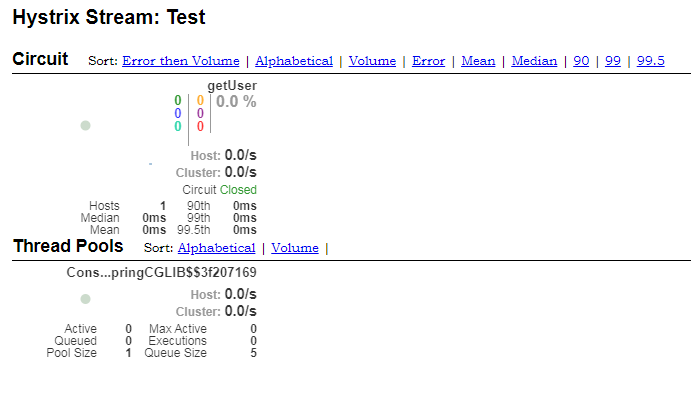 Hystrix Stream: Test
Circuit Sort: Error then Volume | Alphabetical | Volume | Error | Mean | Median | 90 | 99 | 99.5
getUser
0 0 0.0 %
0 0
0 0
Host: 0.0/s
Cluster: 0.0/s
Circuit Closed
Hosts 1 90th 0ms
Median 0ms 99th 0ms
Mean 0ms 99.5th 0ms
Thread Pools Sort: Alphabetical | Volume |
Cons...pringCGLIB$$3f207169
Host: 0.0/s
Cluster: 0.0/s
Active 0 Max Active 0
Queued 0 Executions 0
Pool Size 1 Queue Size 5